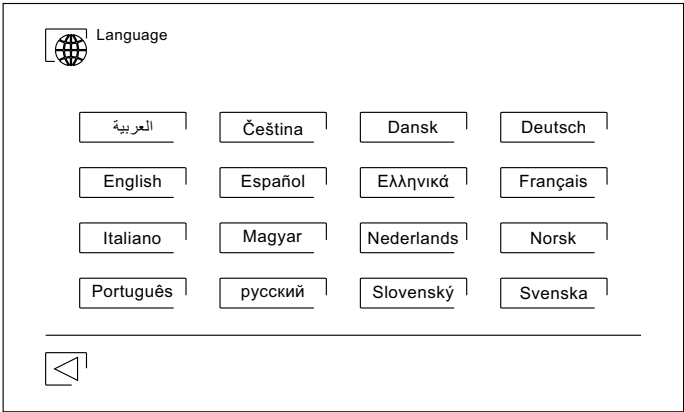 Language
العربية
Čeština
Dansk
Deutsch
English
Español
Ελληνικά
Français
Italiano
Magyar
Nederlands
Norsk
Português
русский
Slovenský
Svenska